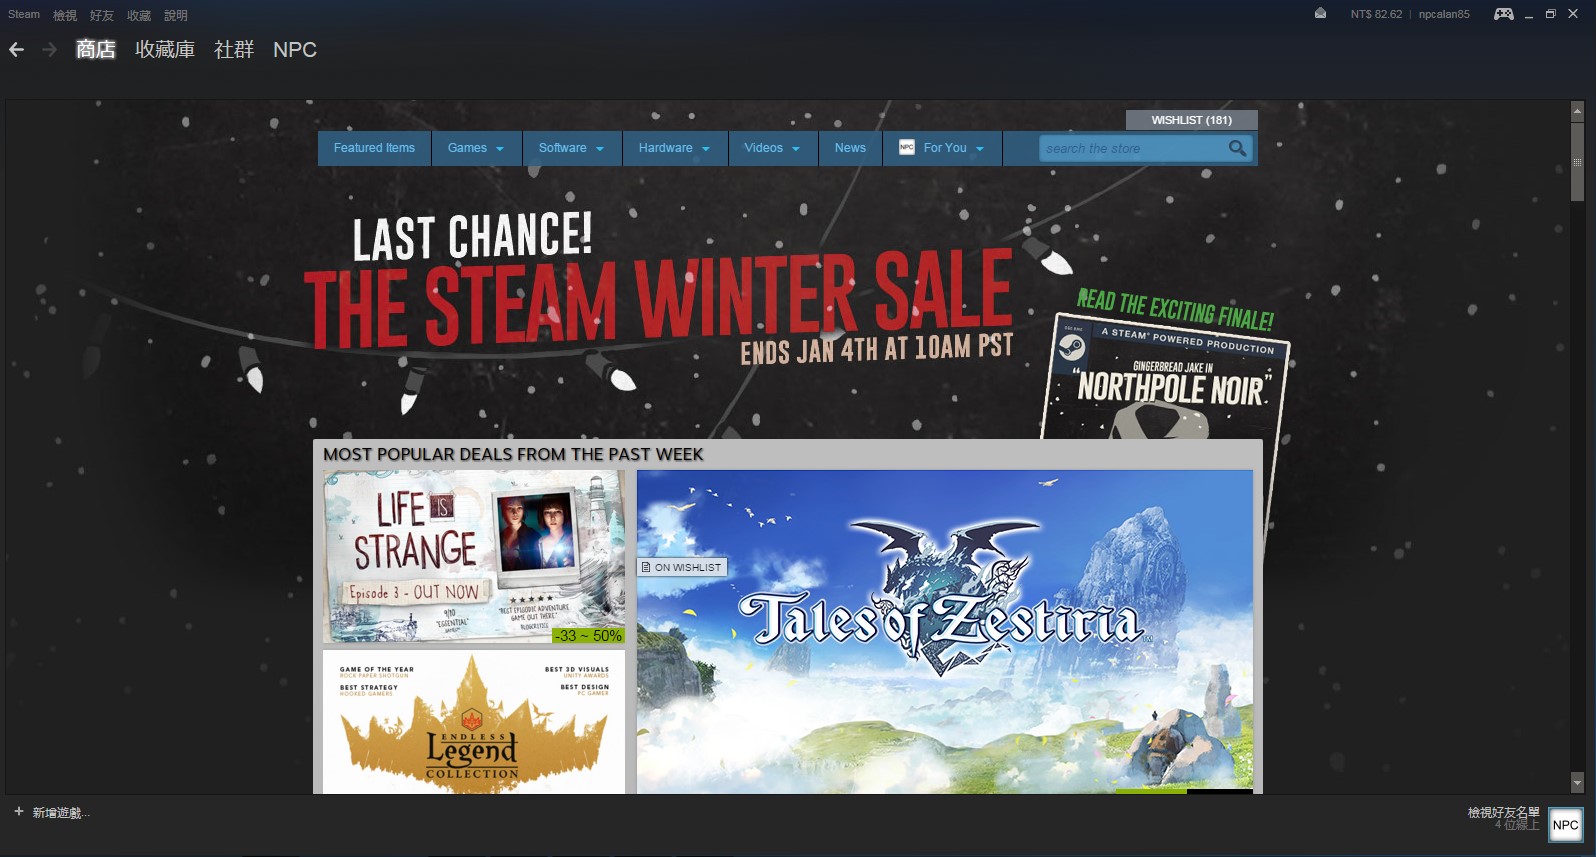 Steam 檢視 好友 收藏 說明
NT$ 82.62 | npcalan85
商店 收藏庫 社群 NPC
WISHLIST (181)
Featured Items Games Software Hardware Videos News NPC For You search the store
LAST CHANCE!
THE STEAM WINTER SALE
ENDS JAN 4TH AT 10AM PST
READ THE EXCITING FINALE!
A STEAM® POWERED PRODUCTION
GINGERBREAD JAKE IN
"NORTHPOLE NOIR"
MOST POPULAR DEALS FROM THE PAST WEEK
LIFE IS
STRANGE
Episode 3 - OUT NOW
9/10
"ESSENTIAL"
"BEST EPISODIC ADVENTURE
GAME OUT THERE"
-33 ~ 50%
ON WISHLIST
Tales of Zestiria
GAME OF THE YEAR
ROCK PAPER SHOTGUN
BEST STRATEGY
HOOKED GAMERS
BEST 3D VISUALS
UNITY AWARDS
BEST DESIGN
PC GAMER
ENDLESS
Legend
COLLECTION
+ 新增遊戲...
檢視好友名單
4 位線上
NPC